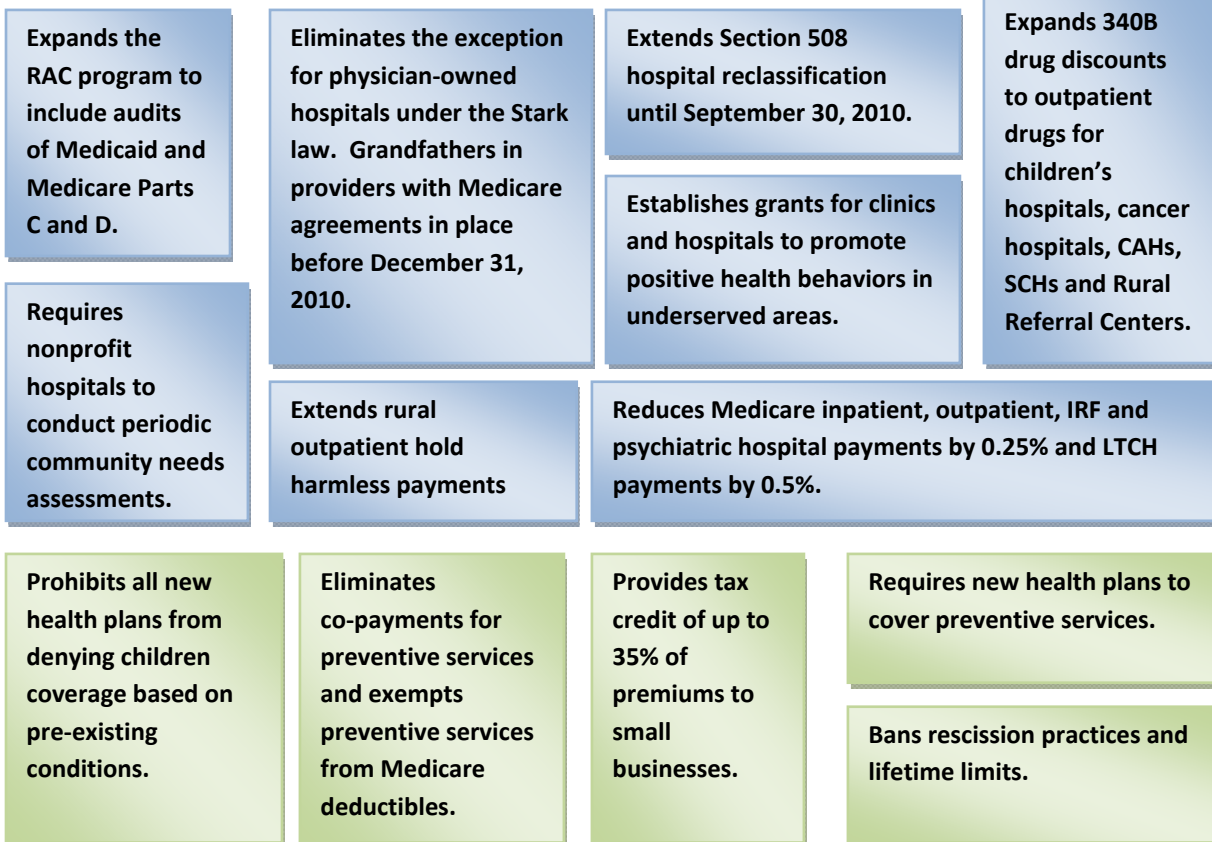 Expands the
RAC program to
include audits
of Medicaid and
Medicare Parts
C and D.
Eliminates the exception
for physician-owned
hospitals under the Stark
law.  Grandfathers in
providers with Medicare
agreements in place
before December 31,
2010.
Extends Section 508
hospital reclassification
until September 30, 2010.
Expands 340B
drug discounts
to outpatient
drugs for
children’s
hospitals, cancer
hospitals, CAHs,
SCHs and Rural
Referral Centers.
Establishes grants for clinics
and hospitals to promote
positive health behaviors in
underserved areas.
Requires
nonprofit
hospitals to
conduct periodic
community needs
assessments.
Extends rural
outpatient hold
harmless payments
Reduces Medicare inpatient, outpatient, IRF and
psychiatric hospital payments by 0.25% and LTCH
payments by 0.5%.
Prohibits all new
health plans from
denying children
coverage based on
pre-existing
conditions.
Eliminates
co-payments for
preventive services
and exempts
preventive services
from Medicare
deductibles.
Provides tax
credit of up to
35% of
premiums to
small
businesses.
Requires new health plans to
cover preventive services.
Bans rescission practices and
lifetime limits.